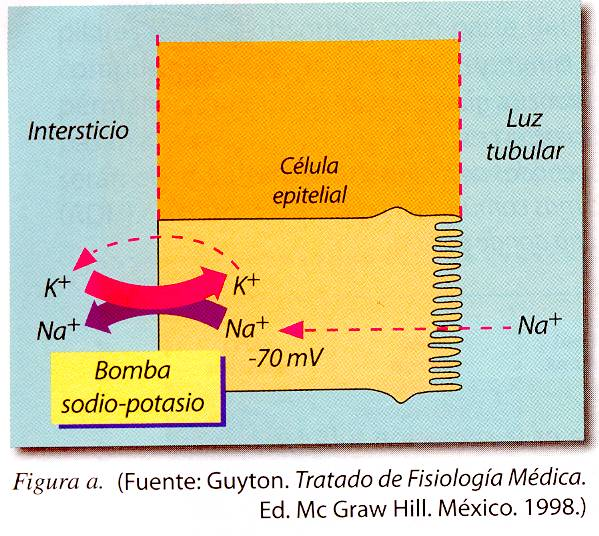 Intersticio
Luz
tubular
Célula
epitelial
K⁺
K⁺
Na⁺
Na⁺
Na⁺
-70 mV
Bomba
sodio-potasio
Figura a. (Fuente: Guyton. Tratado de Fisiología Médica.
Ed. Mc Graw Hill. México. 1998.)